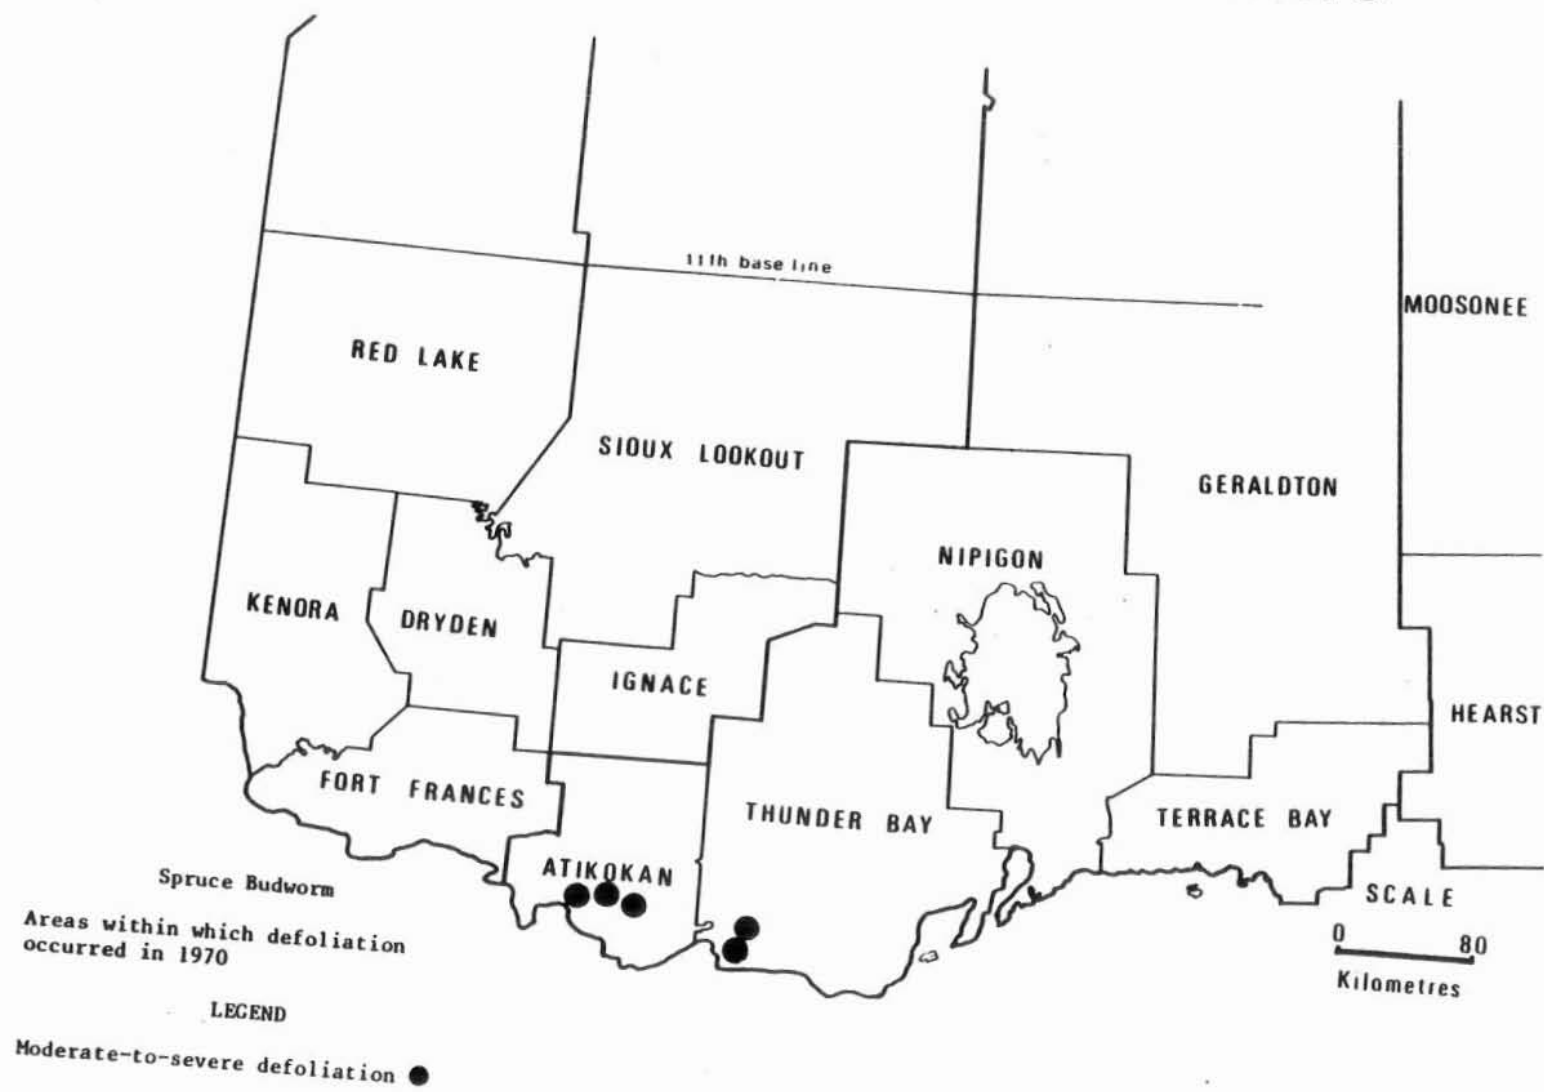 11th base line
MOOSONEE
RED LAKE
SIOUX LOOKOUT
GERALDTON
NIPIGON
KENORA
DRYDEN
IGNACE
HEARST
FORT FRANCES
THUNDER BAY
TERRACE BAY
ATIKOKAN
Spruce Budworm
Areas within which defoliation
occurred in 1970
LEGEND
Moderate-to-severe defoliation
SCALE
0 80
Kilometres